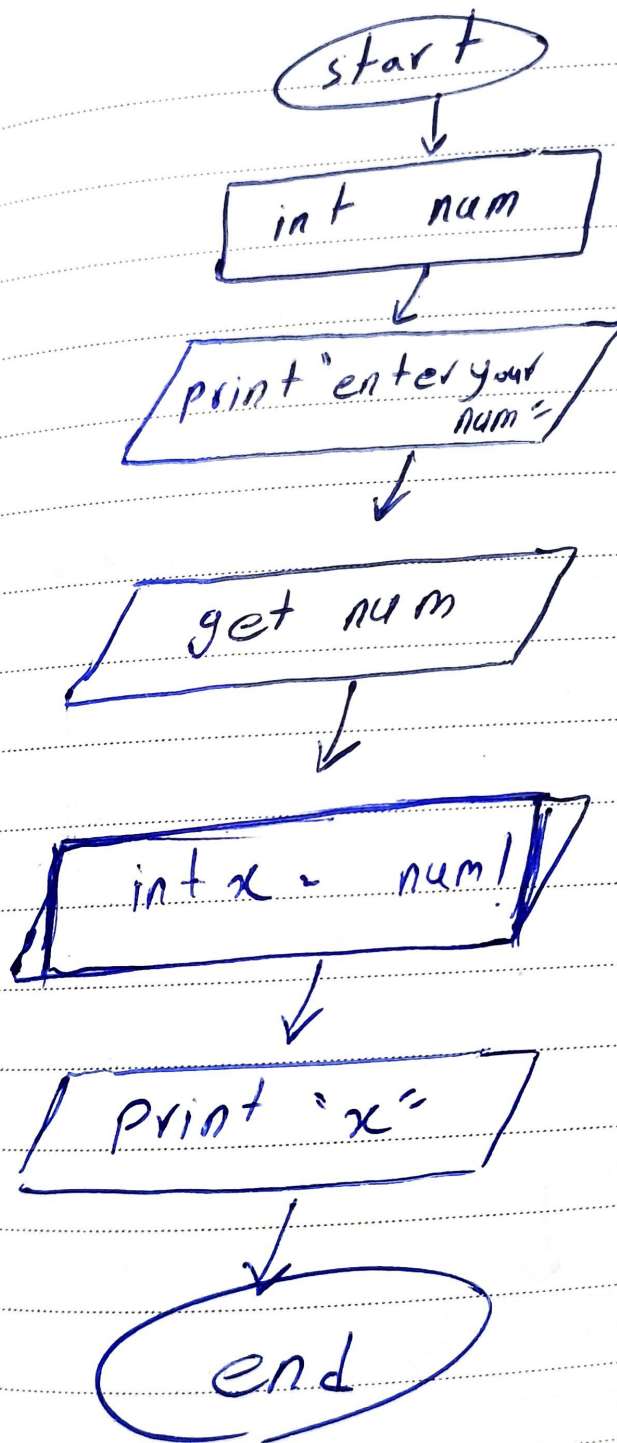 start
int num
print "enter your
num"
get num
int x = num!
print "x"
end